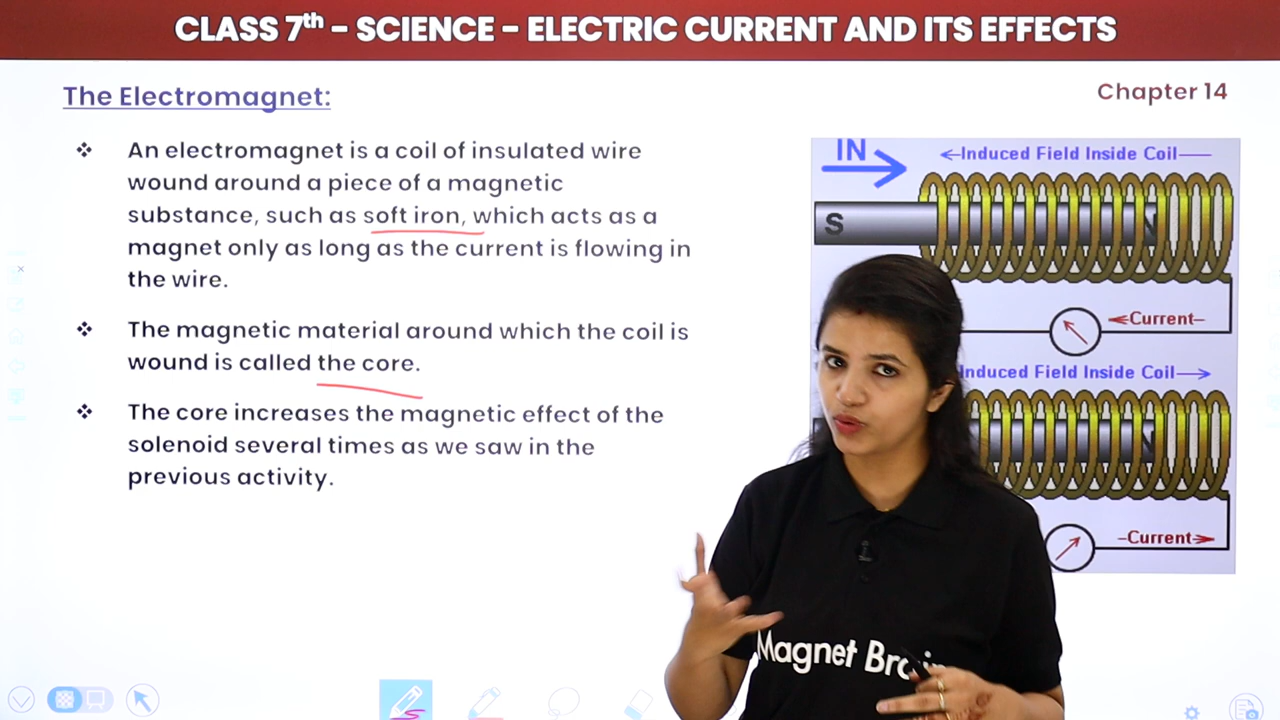 CLASS 7th – SCIENCE – ELECTRIC CURRENT AND ITS EFFECTS
The Electromagnet:
Chapter 14
❖ An electromagnet is a coil of insulated wire
wound around a piece of a magnetic
substance, such as soft iron, which acts as a
magnet only as long as the current is flowing in
the wire.
❖ The magnetic material around which the coil is
wound is called the core.
❖ The core increases the magnetic effect of the
solenoid several times as we saw in the
previous activity.
IN
Induced Field Inside Coil
S N
Current
Induced Field Inside Coil
N
Current
Magnet